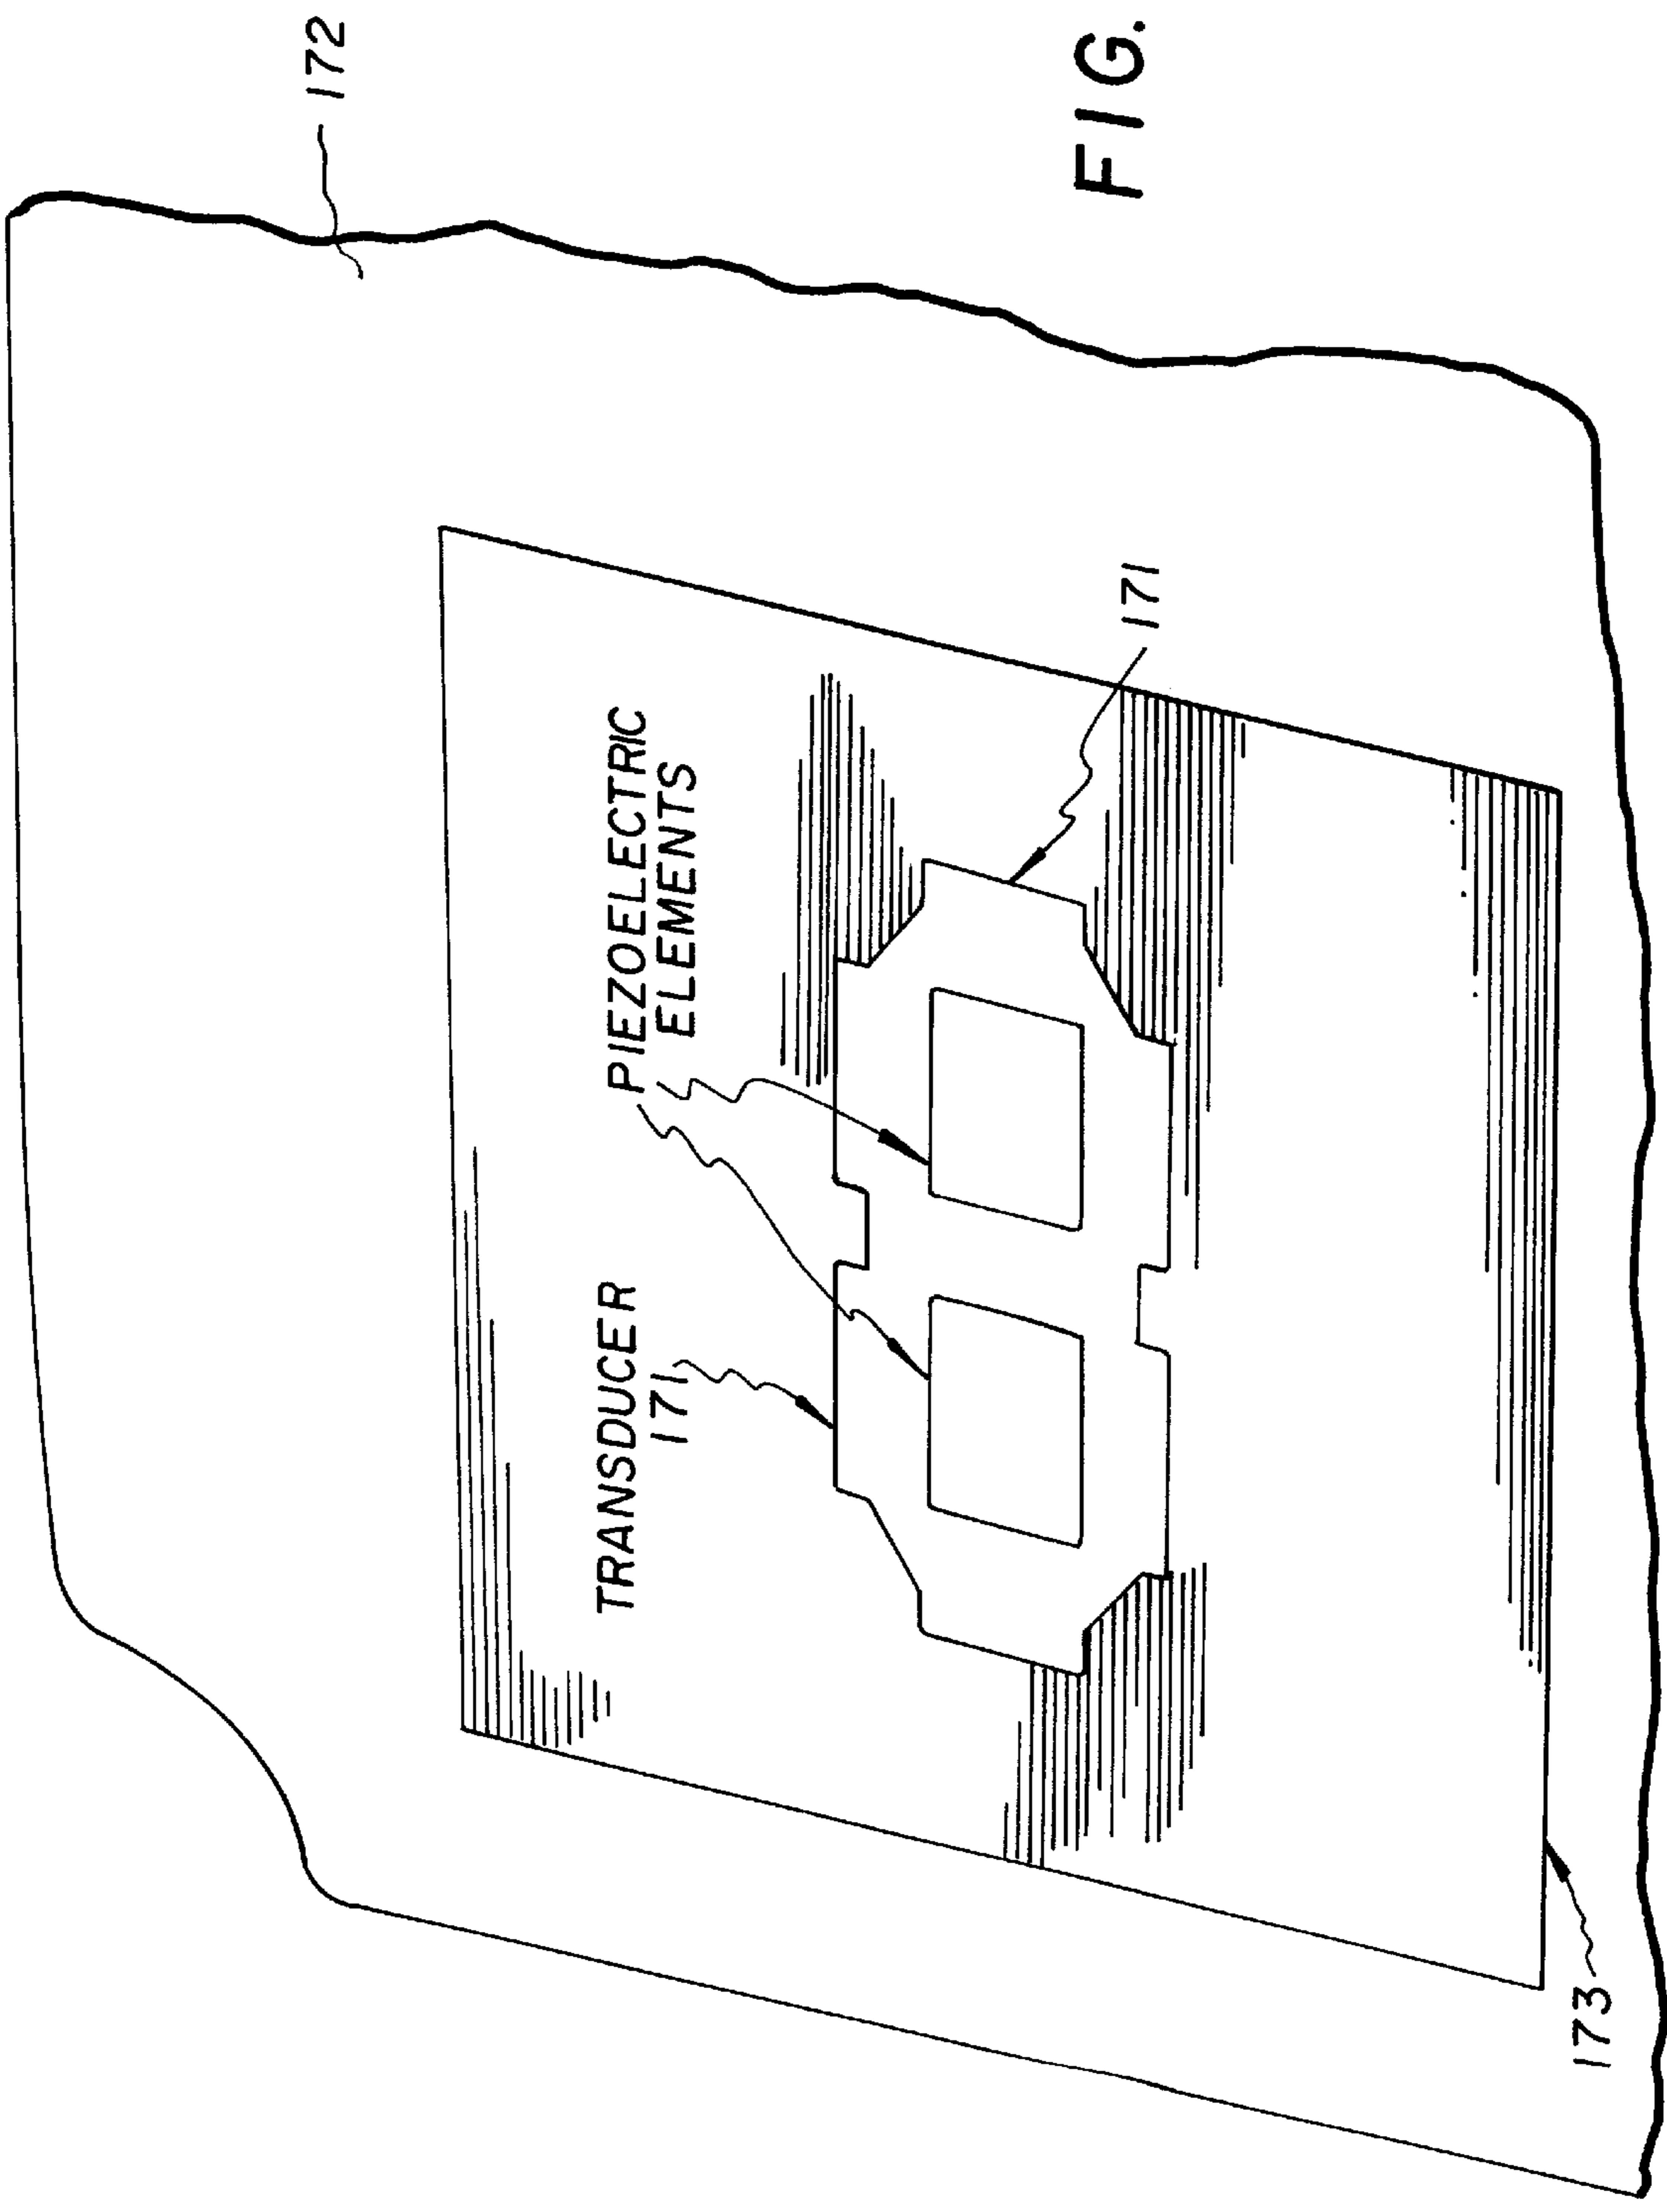 172
FIG.
PIEZOELECTRIC
ELEMENTS
TRANSDUCER
171
171
173